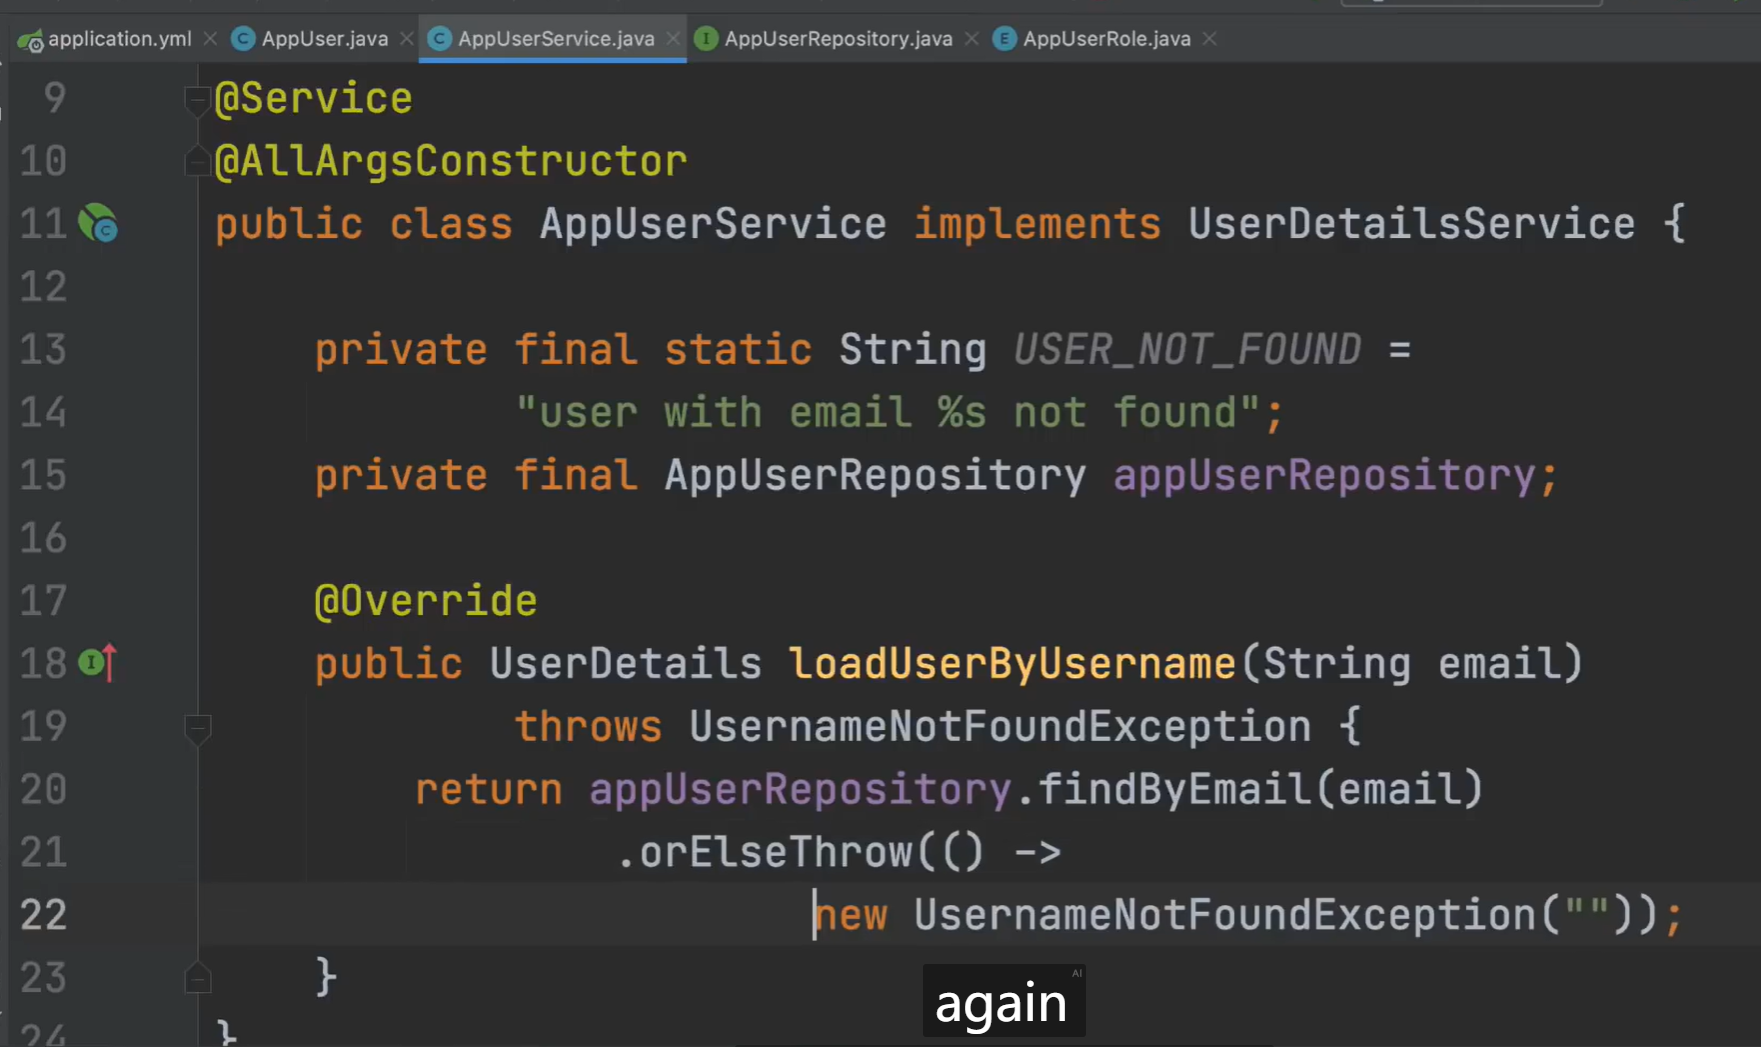 application.yml AppUser.java AppUserService.java AppUserRepository.java AppUserRole.java
9 @Service
10 @AllArgsConstructor
11 public class AppUserService implements UserDetailsService {
12
13 private final static String USER_NOT_FOUND =
14 "user with email %s not found";
15 private final AppUserRepository appUserRepository;
16
17 @Override
18 public UserDetails loadUserByUsername(String email)
19 throws UsernameNotFoundException {
20 return appUserRepository.findByEmail(email)
21 .orElseThrow(() ->
22 new UsernameNotFoundException(""));
23 }
24 }
again AI